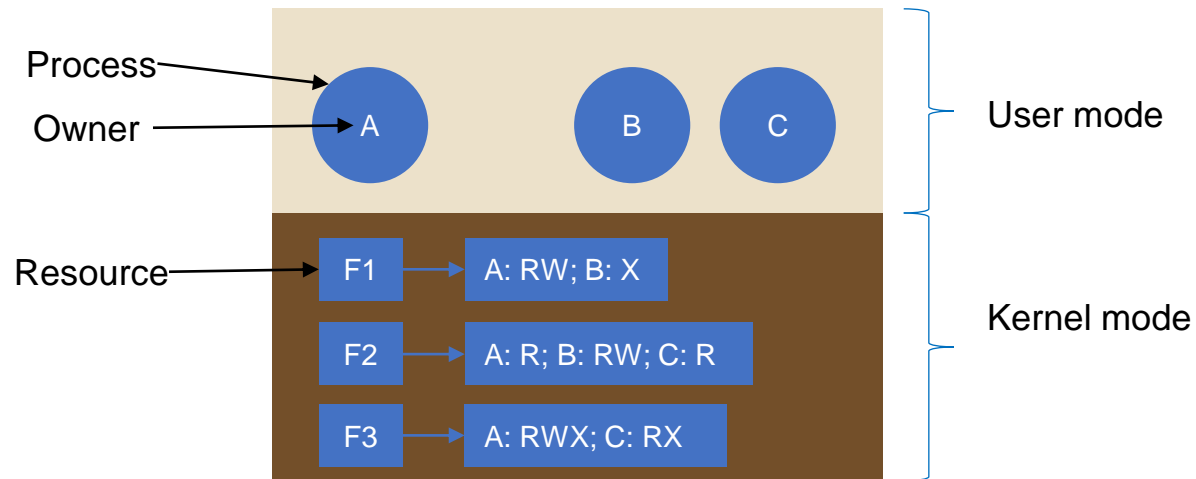 Process
Owner
A
B
C
User mode
Resource
F1
A: RW; B: X
F2
A: R; B: RW; C: R
Kernel mode
F3
A: RWX; C: RX